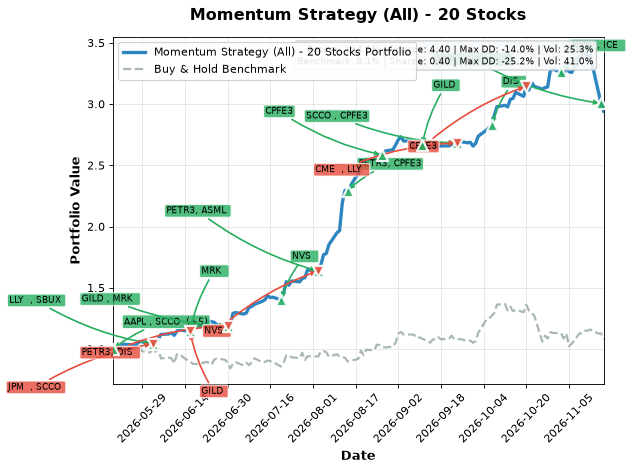 Momentum Strategy (All) - 20 Stocks
Momentum Strategy (All) - 20 Stocks Portfolio
Buy & Hold Benchmark
4.40 | Max DD: -14.0% | Vol: 25.3%
Benchmark: 8.1% | Sharpe: 0.40 | Max DD: -25.2% | Vol: 41.0%
, ICE
DIS
GILD
CPFE3
SCCO , CPFE3
CPFE3
PETR3, CPFE3
CME , LLY
PETR3, ASML
NVS
MRK
LLY , SBUX
GILD , MRK
AAPL , SCCO (+5)
NVS
PETR3, DIS
JPM , SCCO
GILD
Portfolio Value
3.5
3.0
2.5
2.0
1.5
2026-05-29
2026-06-14
2026-06-30
2026-07-16
2026-08-01
2026-08-17
2026-09-02
2026-09-18
2026-10-04
2026-10-20
2026-11-05
Date